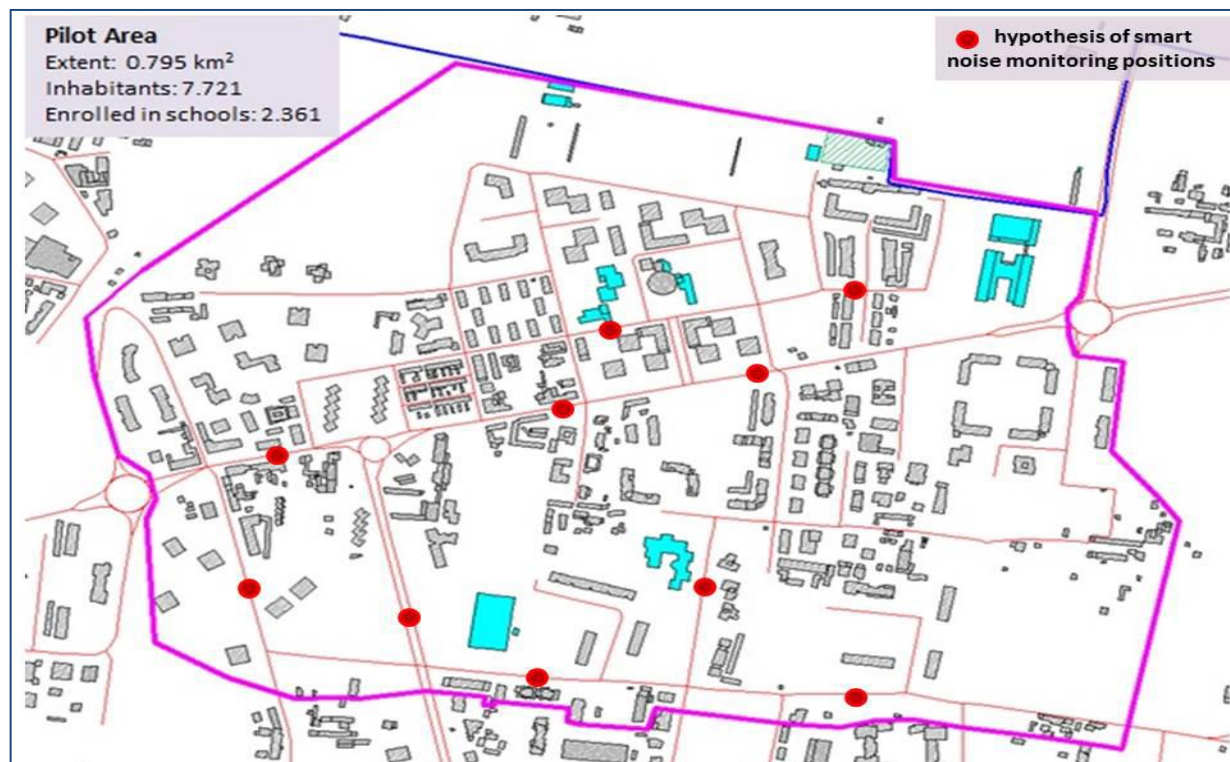 Pilot Area
Extent: 0.795 km²
Inhabitants: 7.721
Enrolled in schools: 2.361
hypothesis of smart
noise monitoring positions